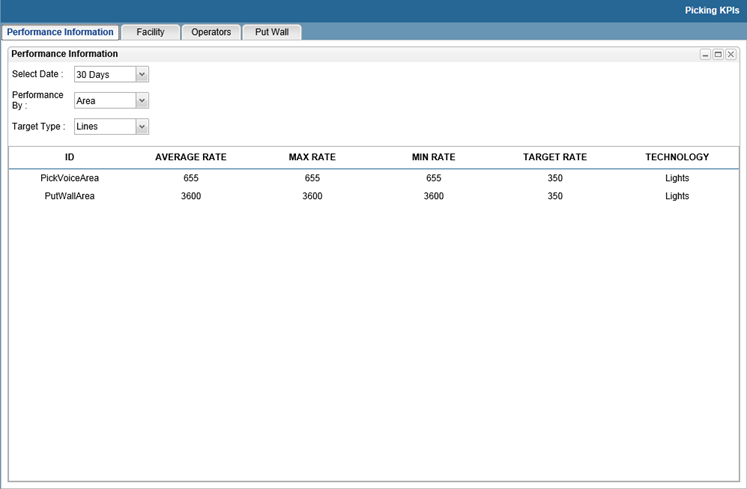 Picking KPIs
Performance Information Facility Operators Put Wall
Performance Information
Select Date : 30 Days
Performance
By : Area
Target Type : Lines
ID AVERAGE RATE MAX RATE MIN RATE TARGET RATE TECHNOLOGY
PickVoiceArea 655 655 655 350 Lights
PutWallArea 3600 3600 3600 350 Lights